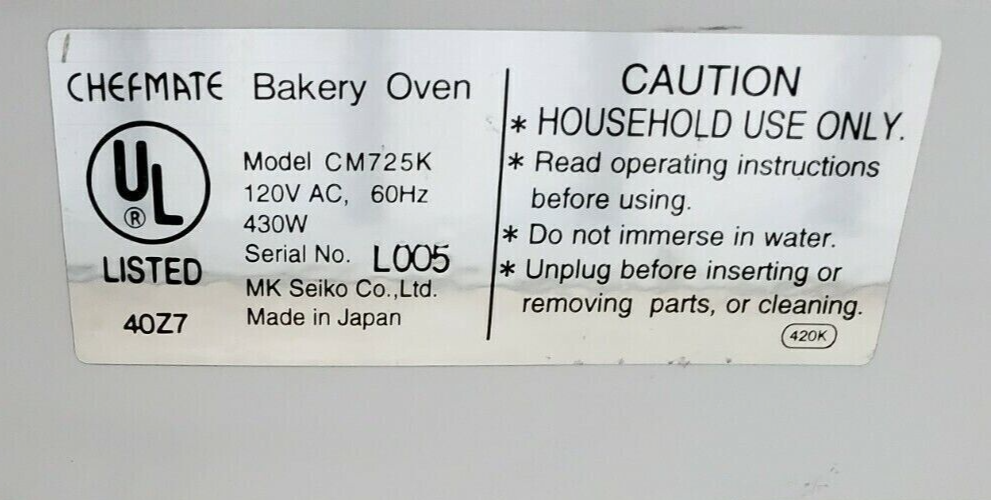 CHEFMATE Bakery Oven
UL
®
LISTED
40Z7
Model CM725K
120V AC, 60Hz
430W
Serial No. L005
MK Seiko Co.,Ltd.
Made in Japan
CAUTION
* HOUSEHOLD USE ONLY.
* Read operating instructions
before using.
* Do not immerse in water.
* Unplug before inserting or
removing parts, or cleaning.
420K